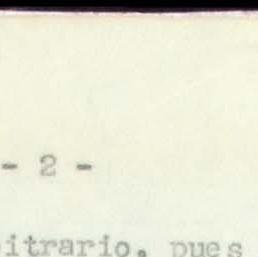 - 2 -
itrario, pues